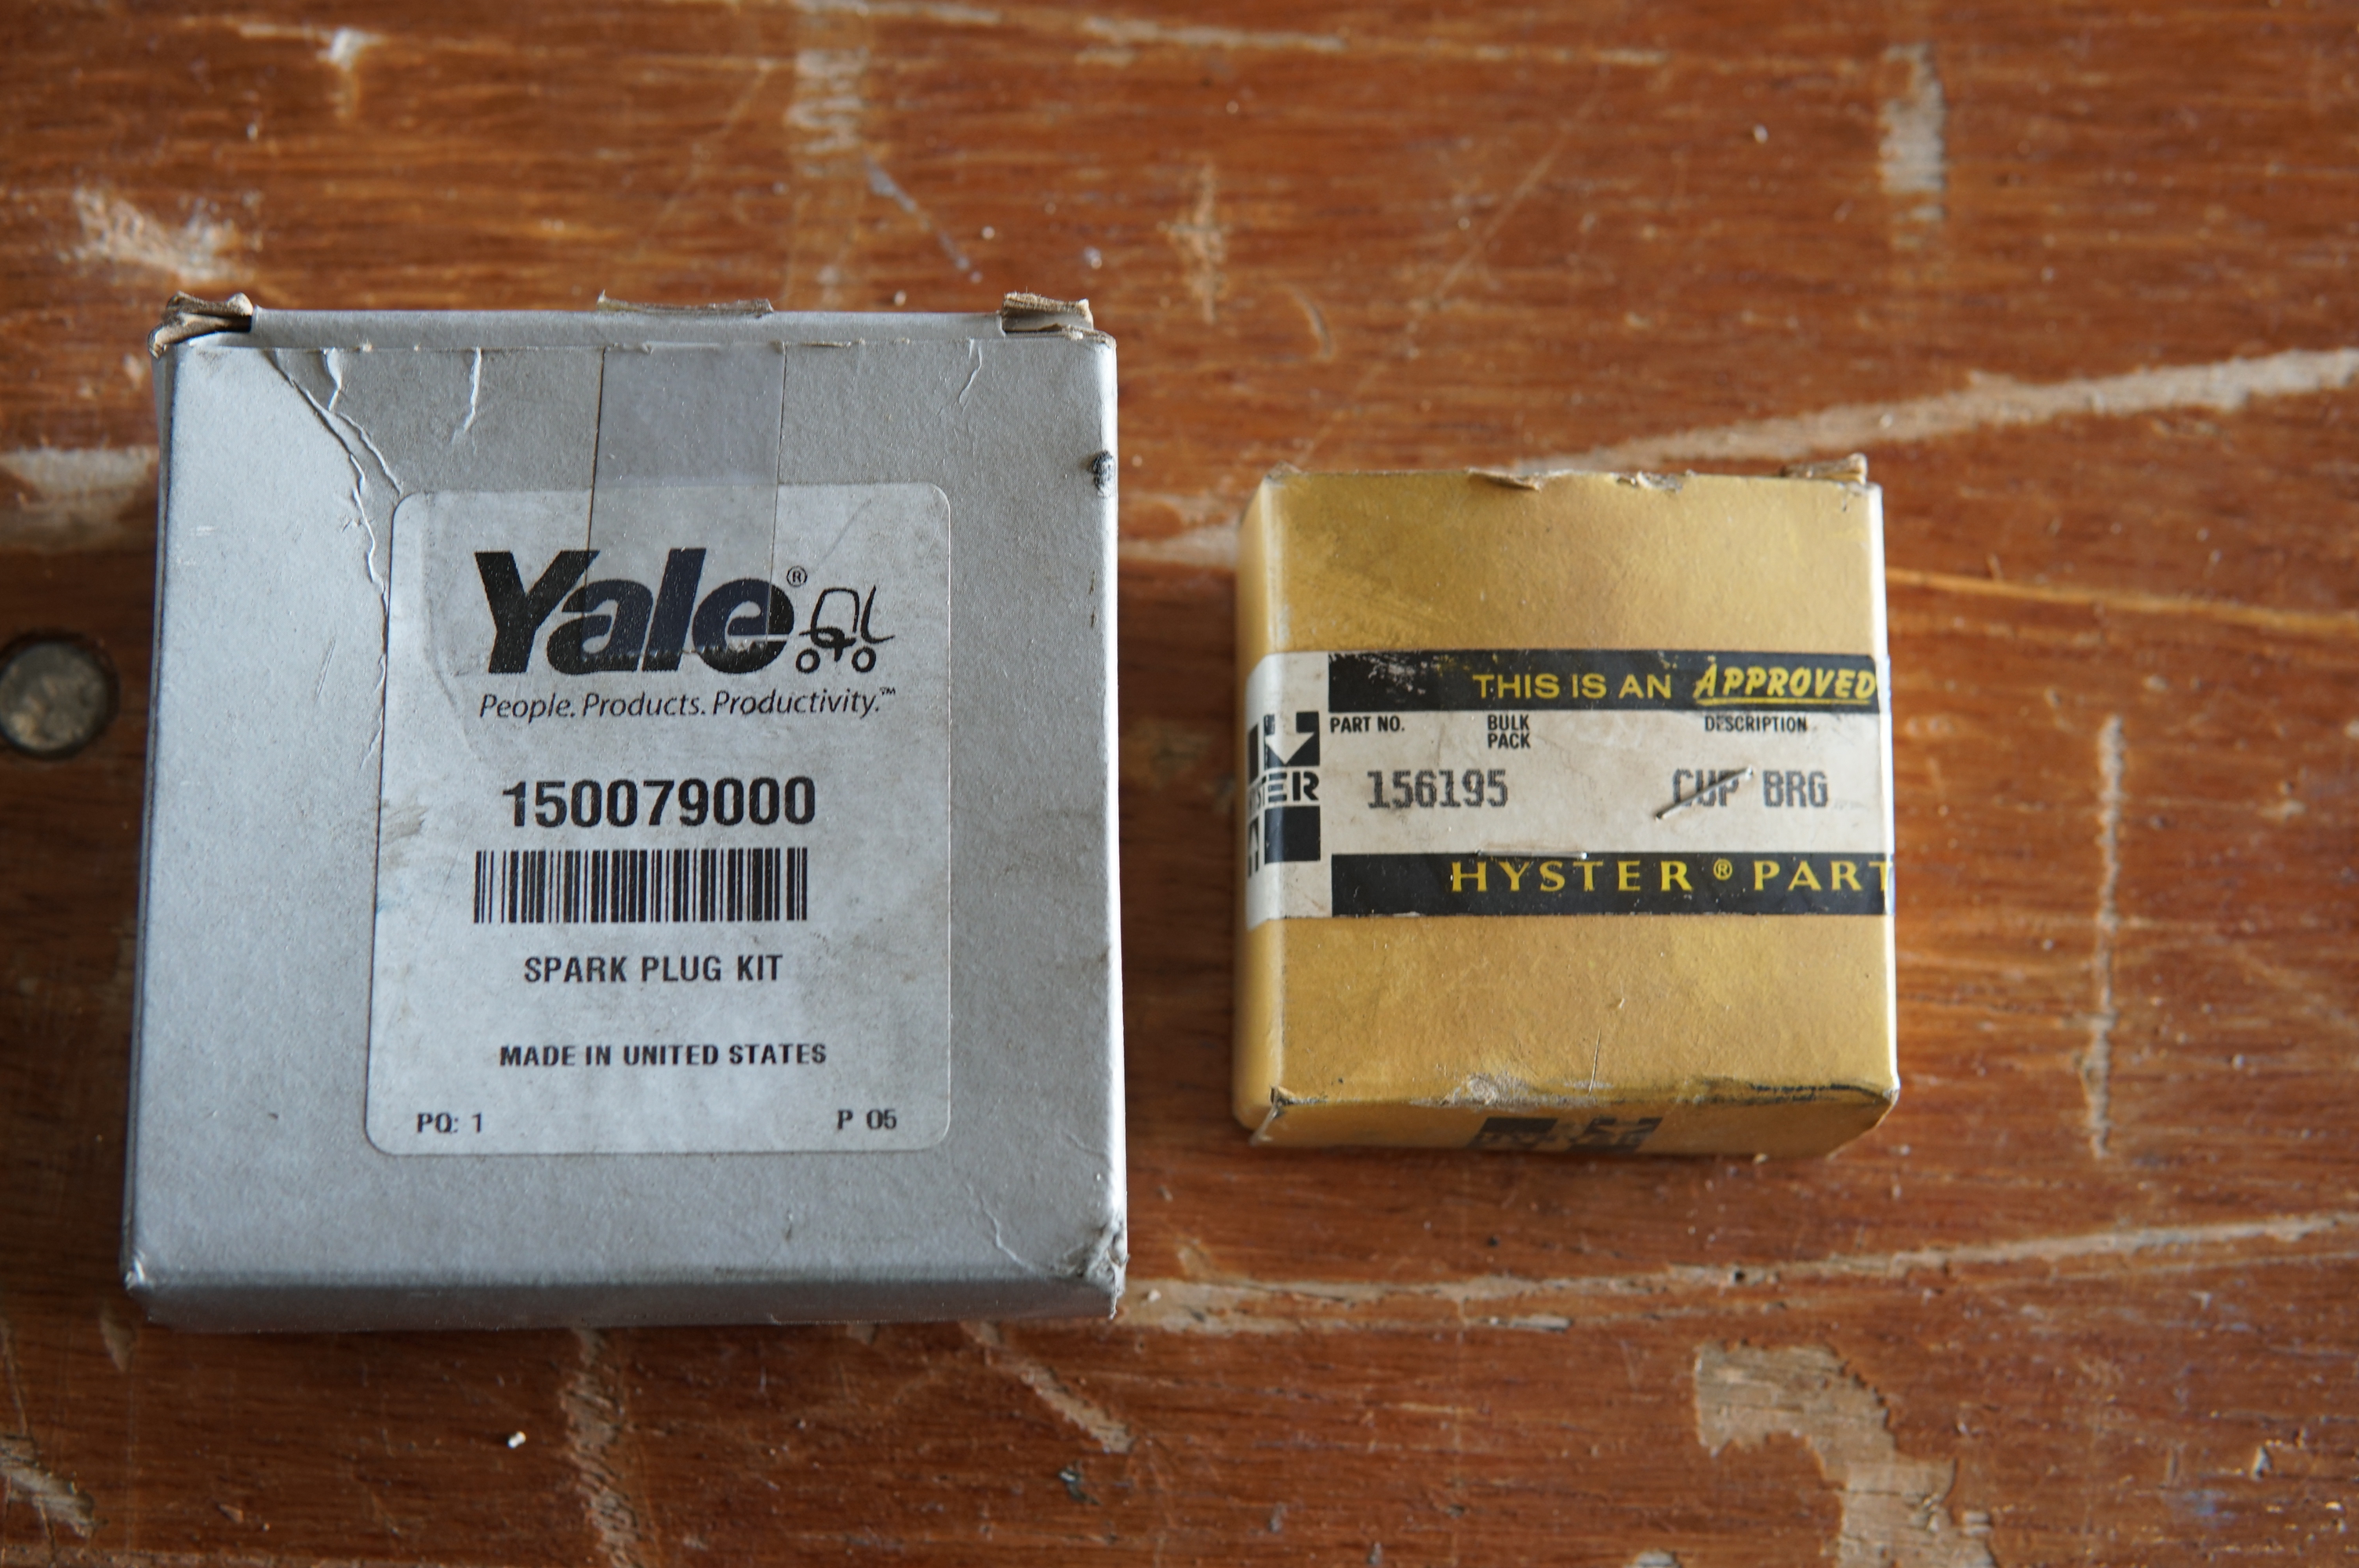 Yale®
People. Products. Productivity.™
150079000
SPARK PLUG KIT
MADE IN UNITED STATES
PQ: 1 P 05
THIS IS AN APPROVED
PART NO. BULK PACK DESCRIPTION
156195 CUP BRG
HYSTER® PART